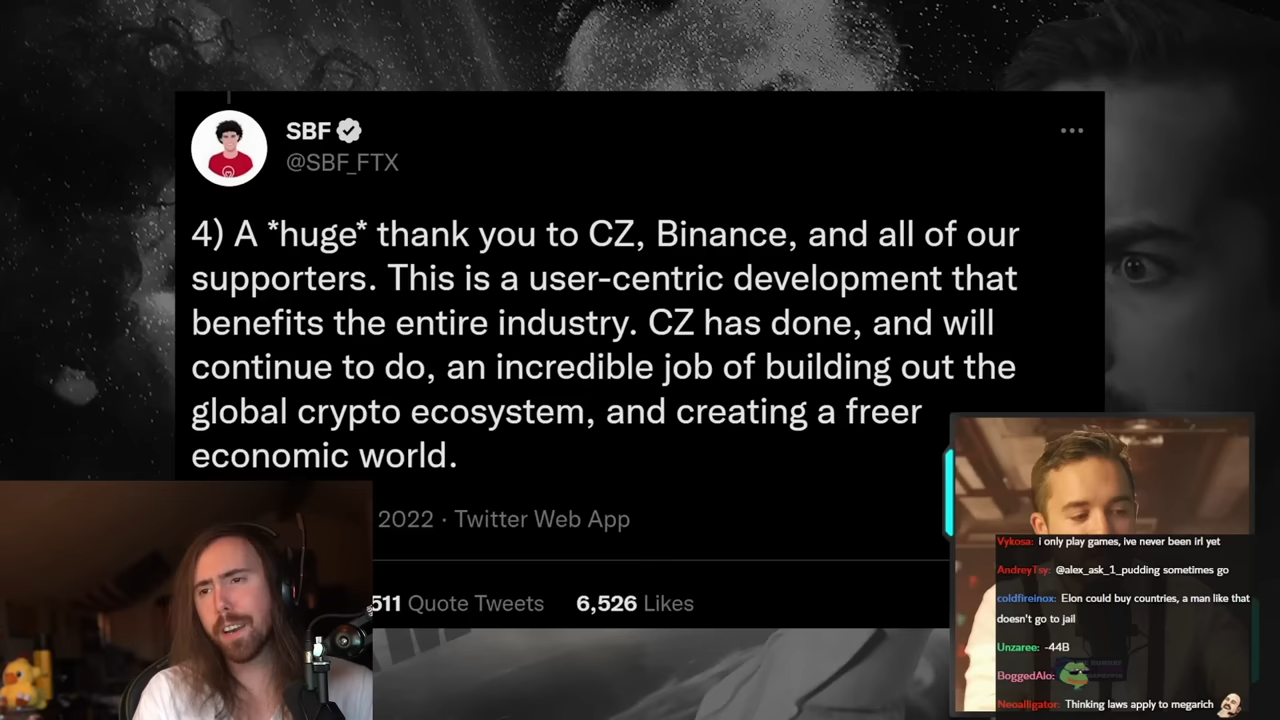 SBF
@SBF_FTX
4) A *huge* thank you to CZ, Binance, and all of our
supporters. This is a user-centric development that
benefits the entire industry. CZ has done, and will
continue to do, an incredible job of building out the
global crypto ecosystem, and creating a freer
economic world.
2022 · Twitter Web App
511 Quote Tweets 6,526 Likes
Vykosa: i only play games, ive never been irl yet
AndreyTsy: @alex_ask_1_pudding sometimes go
coldfireinox: Elon could buy countries, a man like that
doesn't go to jail
Unzaree: -44B
BoggedAlo:
Neoalligator: Thinking laws apply to megarich